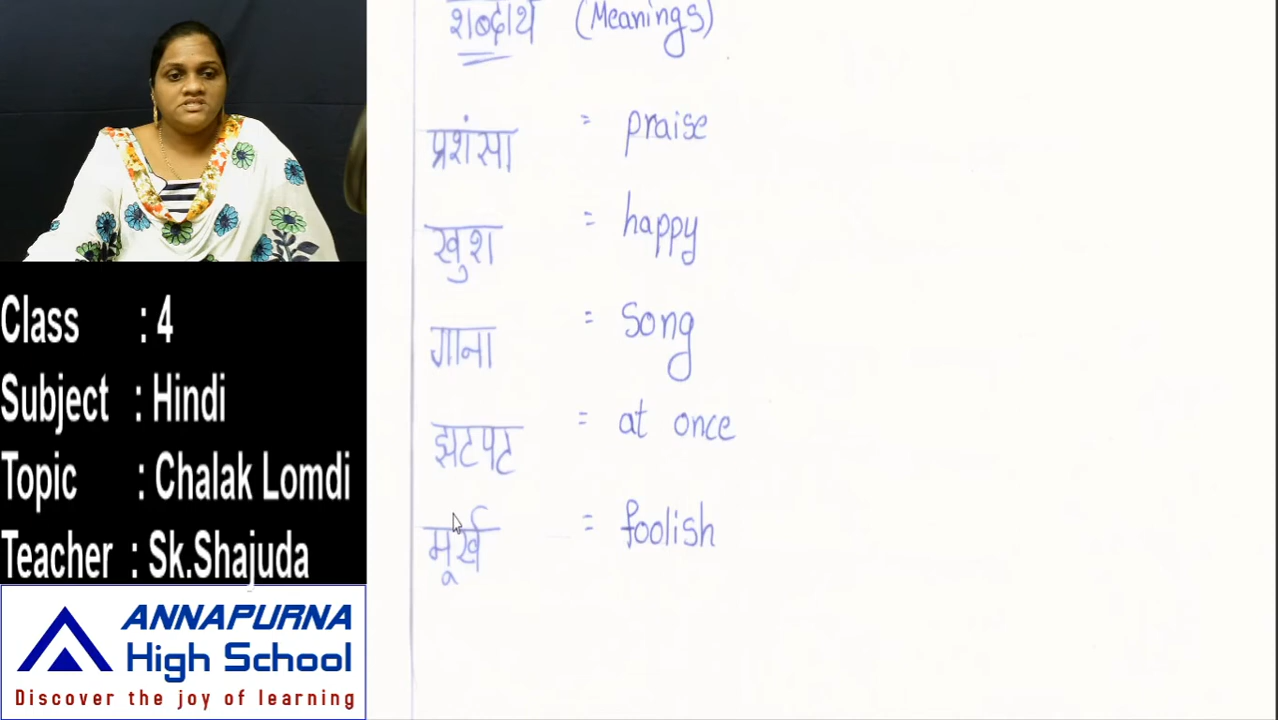 शब्दार्थ (Meanings)
प्रशंसा = praise
खुश = happy
गाना = song
झटपट = at once
मूर्ख = foolish
Class : 4
Subject : Hindi
Topic : Chalak Lomdi
Teacher : Sk.Shajuda
ANNAPURNA
High School
Discover the joy of learning